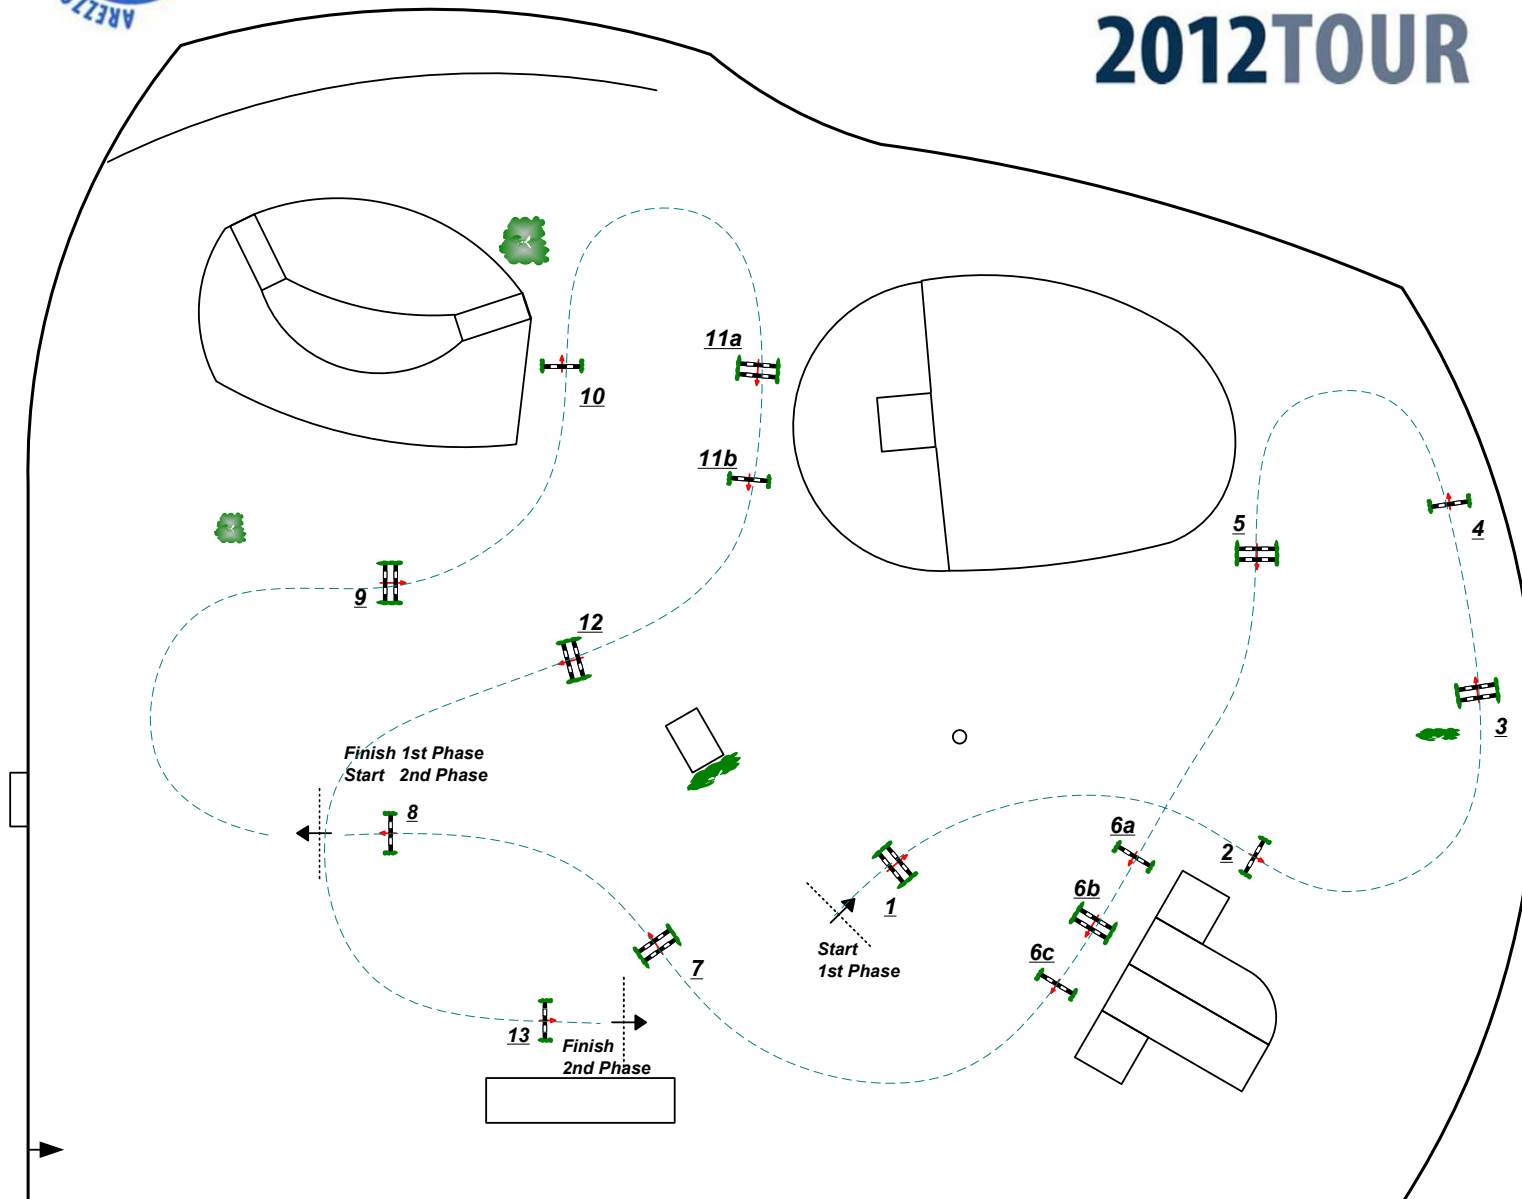 AREZZO
2012TOUR
11a
10
11b
5
4
9
12
3
Finish 1st Phase
Start 2nd Phase
8
6a
2
6b
1
Start
1st Phase
6c
7
13
Finish
2nd Phase